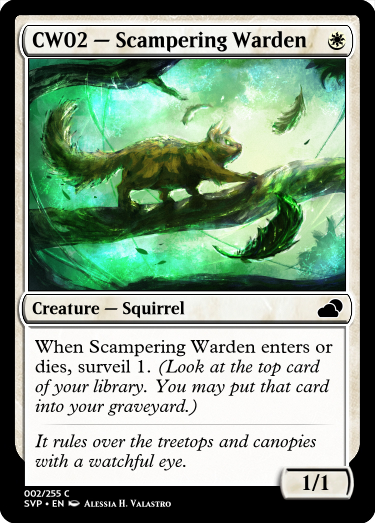 CW02 — Scampering Warden
Creature — Squirrel
When Scampering Warden enters or
dies, surveil 1. (Look at the top card
of your library. You may put that card
into your graveyard.)
It rules over the treetops and canopies
with a watchful eye.
1/1
002/255 C
SVP • EN Alessia H. Valastro